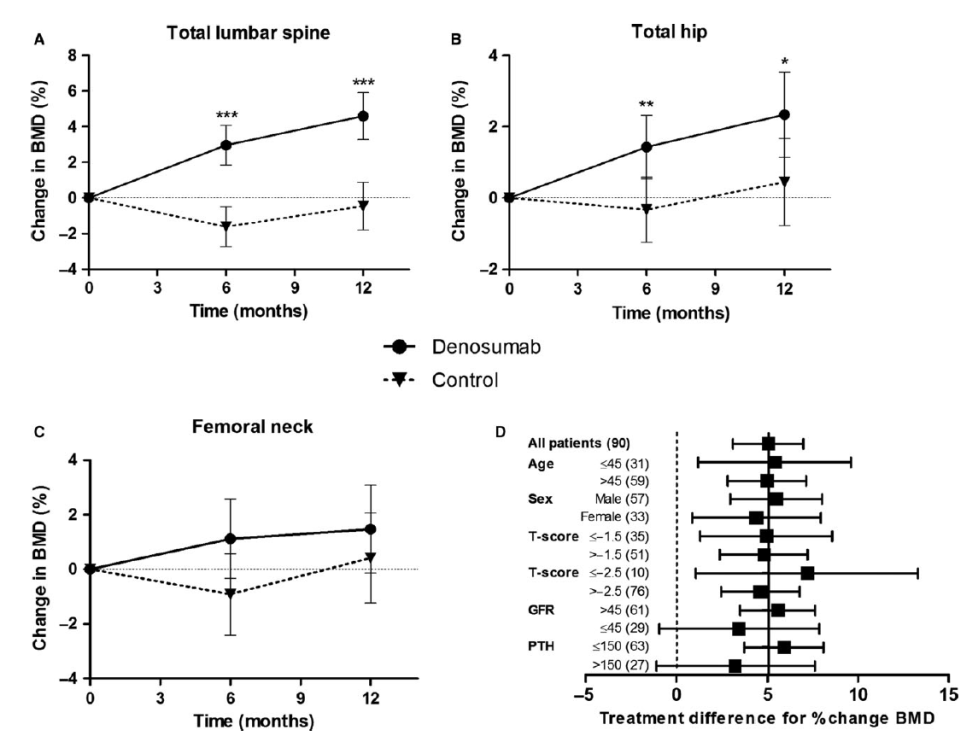 A
Total lumbar spine
Change in BMD (%)
8
6
4
2
0
−2
−4
***
***
0
3
6
9
12
Time (months)
B
Total hip
Change in BMD (%)
4
2
0
−2
**
*
0
3
6
9
12
Time (months)
Denosumab
Control
C
Femoral neck
Change in BMD (%)
4
2
0
−2
−4
0
3
6
9
12
Time (months)
D
All patients (90)
Age ≤45 (31)
>45 (59)
Sex Male (57)
Female (33)
T-score ≤−1.5 (35)
>−1.5 (51)
T-score ≤−2.5 (10)
>−2.5 (76)
GFR >45 (61)
≤45 (29)
PTH ≤150 (63)
>150 (27)
−5 0 5 10 15
Treatment difference for %change BMD